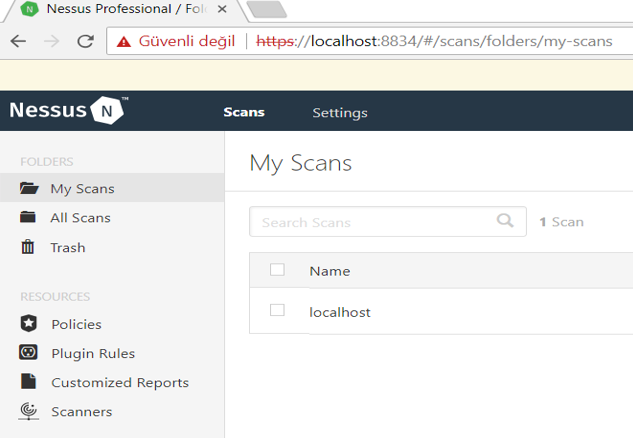 Nessus Professional / Fol
Güvenli değil https://localhost:8834/#/scans/folders/my-scans
Nessus N ™ Scans Settings
FOLDERS
My Scans
All Scans
Trash
RESOURCES
Policies
Plugin Rules
Customized Reports
Scanners
My Scans
Search Scans 1 Scan
Name
localhost